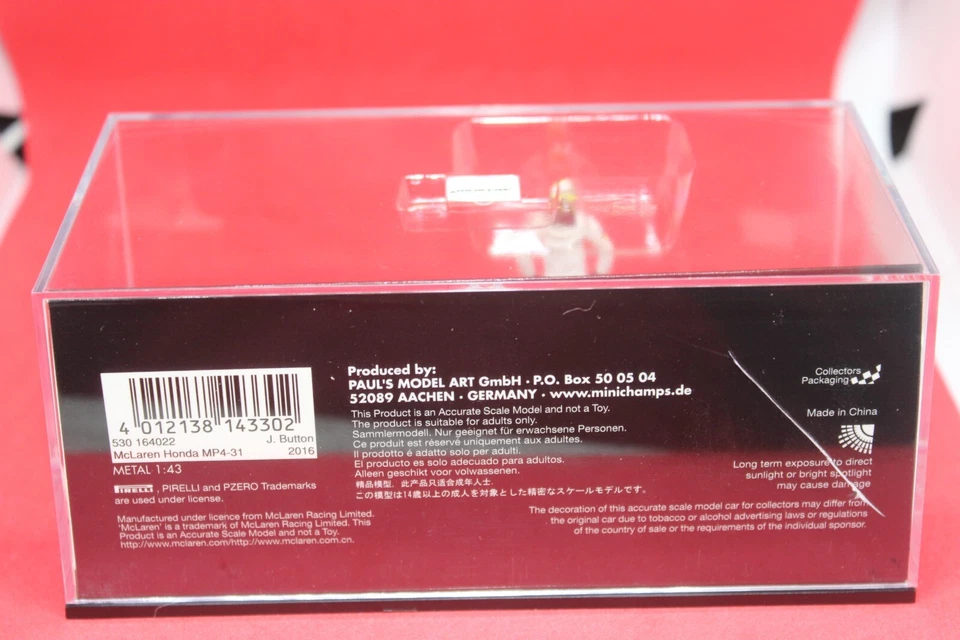 4 012138 143302
530 164022 J. Button
McLaren Honda MP4-31 2016
METAL 1:43
PIRELLI, PIRELLI and PZERO Trademarks
are used under license.
Manufactured under licence from McLaren Racing Limited.
'McLaren' is a trademark of McLaren Racing Limited. This
Product is an Accurate Scale Model and not a Toy.
http://www.mclaren.com/http://www.mclaren.com.cn.
Produced by:
PAUL'S MODEL ART GmbH · P.O. Box 50 05 04
52089 AACHEN · GERMANY · www.minichamps.de
This Product is an Accurate Scale Model and not a Toy.
The product is suitable for adults only.
Sammlermodell. Nur geeignet für erwachsene Personen.
Ce produit est réservé uniquement aux adultes.
Il prodotto è adatto solo per adulti.
El producto es solo adecuado para adultos.
Alleen geschikt voor volwassenen.
精品模型. 此产品只适合成年人士.
この模型は14歳以上の成人を対象とした精密なスケールモデルです。
Collectors
Packaging
Made in China
Long term exposure to direct
sunlight or bright spotlight
may cause damage
The decoration of this accurate scale model car for collectors may differ from
the original car due to tobacco or alcohol advertising laws or regulations
of the country of sale or the requirements of the individual sponsor.